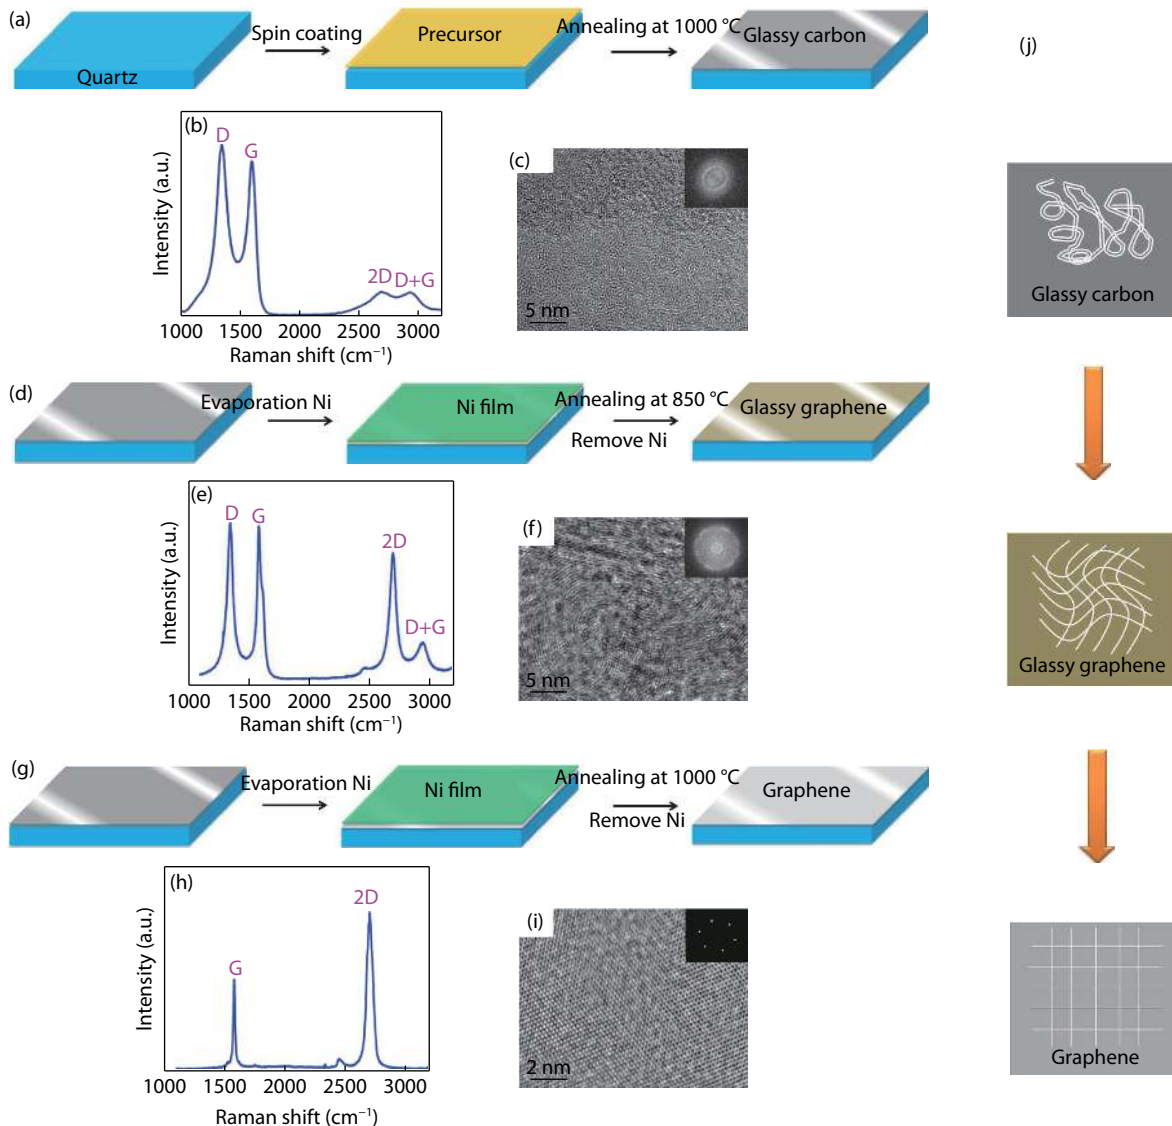 (a)
Quartz
Spin coating
Precursor
Annealing at 1000 °C
Glassy carbon
(b)
D
G
2D
D+G
Intensity (a.u.)
1000 1500 2000 2500 3000
Raman shift (cm⁻¹)
(c)
5 nm
(d)
Evaporation Ni
Ni film
Annealing at 850 °C
Remove Ni
Glassy graphene
(e)
D
G
2D
D+G
Intensity (a.u.)
1000 1500 2000 2500 3000
Raman shift (cm⁻¹)
(f)
5 nm
(g)
Evaporation Ni
Ni film
Annealing at 1000 °C
Remove Ni
Graphene
(h)
G
2D
Intensity (a.u.)
1000 1500 2000 2500 3000
Raman shift (cm⁻¹)
(i)
2 nm
(j)
Glassy carbon
Glassy graphene
Graphene